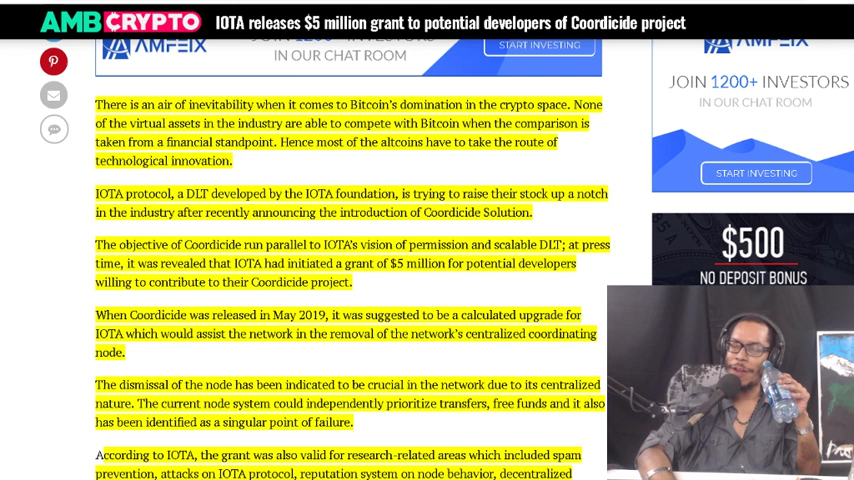 AMBCRYPTO IOTA releases $5 million grant to potential developers of Coordicide project
AMFEIX
IN OUR CHAT ROOM
START INVESTING
There is an air of inevitability when it comes to Bitcoin's domination in the crypto space. None
of the virtual assets in the industry are able to compete with Bitcoin when the comparison is
taken from a financial standpoint. Hence most of the altcoins have to take the route of
technological innovation.
IOTA protocol, a DLT developed by the IOTA foundation, is trying to raise their stock up a notch
in the industry after recently announcing the introduction of Coordicide Solution.
The objective of Coordicide run parallel to IOTA's vision of permission and scalable DLT; at press
time, it was revealed that IOTA had initiated a grant of $5 million for potential developers
willing to contribute to their Coordicide project.
When Coordicide was released in May 2019, it was suggested to be a calculated upgrade for
IOTA which would assist the network in the removal of the network's centralized coordinating
node.
The dismissal of the node has been indicated to be crucial in the network due to its centralized
nature. The current node system could independently prioritize transfers, free funds and it also
has been identified as a singular point of failure.
According to IOTA, the grant was also valid for research-related areas which included spam
prevention, attacks on IOTA protocol, reputation system on node behavior, decentralized
AMFEIX
JOIN 1200+ INVESTORS
IN OUR CHAT ROOM
START INVESTING
$500
NO DEPOSIT BONUS